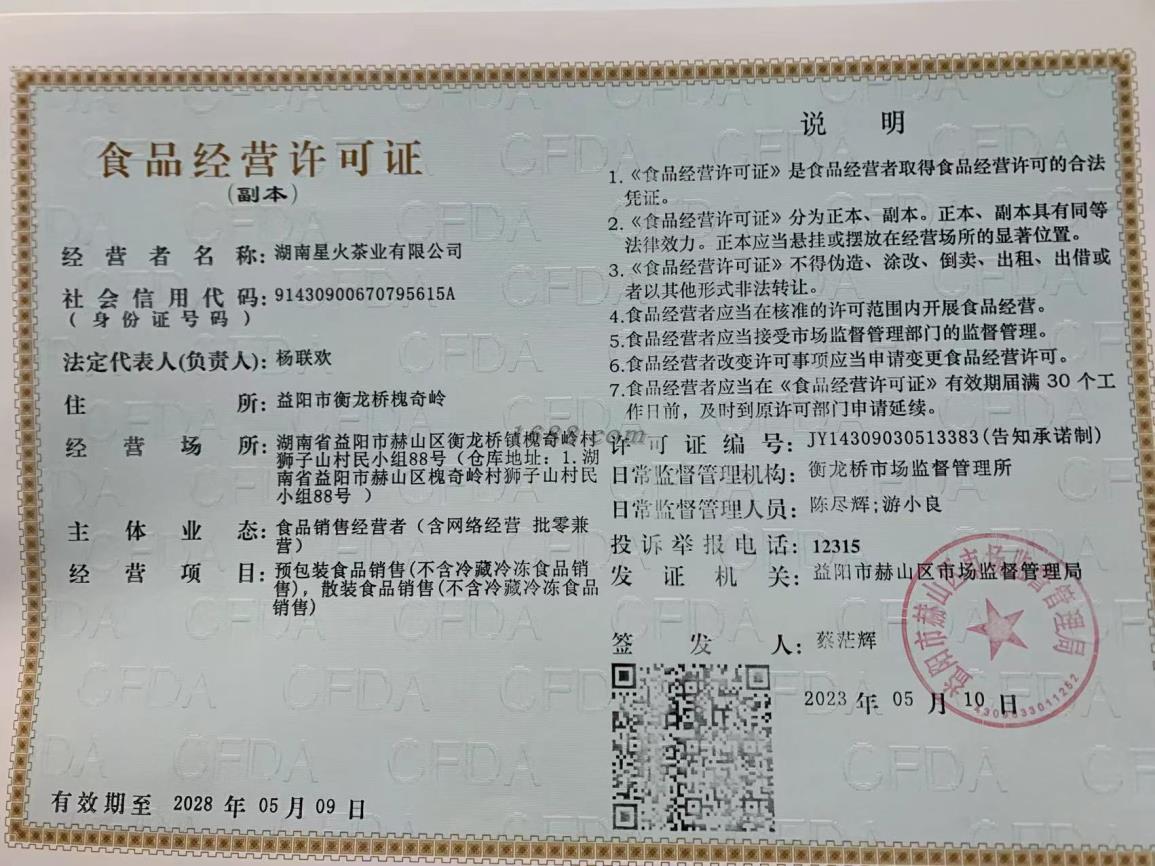 食品经营许可证
(副本)
经营者名称: 湖南星火茶业有限公司
社会信用代码: 91430900670795615A
(身份证号码)
法定代表人(负责人): 杨联欢
住所: 益阳市衡龙桥槐奇岭
经营场所: 湖南省益阳市赫山区衡龙桥镇槐奇岭村
狮子山村民小组88号（仓库地址: 1.湖
南省益阳市赫山区槐奇岭村狮子山村民
小组88号 ）
主体业态: 食品销售经营者（含网络经营 批零兼
营）
经营项目: 预包装食品销售(不含冷藏冷冻食品销
售), 散装食品销售(不含冷藏冷冻食品
销售)
有效期至 2028 年 05 月 09 日
说明
1.《食品经营许可证》是食品经营者取得食品经营许可的合法
凭证。
2.《食品经营许可证》分为正本、副本。正本、副本具有同等
法律效力。正本应当悬挂或摆放在经营场所的显著位置。
3.《食品经营许可证》不得伪造、涂改、倒卖、出租、出借或
者以其他形式非法转让。
4.食品经营者应当在核准的许可范围内开展食品经营。
5.食品经营者应当接受市场监督管理部门的监督管理。
6.食品经营者改变许可事项应当申请变更食品经营许可。
7.食品经营者应当在《食品经营许可证》有效期届满 30 个工
作日前, 及时到原许可部门申请延续。
1688.com
许可证编号: JY14309030513383(告知承诺制)
日常监督管理机构: 衡龙桥市场监督管理所
日常监督管理人员: 陈尽辉;游小良
投诉举报电话: 12315
发证机关: 益阳市赫山区市场监督管理局
签发人: 蔡茫辉
2023 年 05 月 10 日
益阳市赫山区市场监督管理局
CFDA